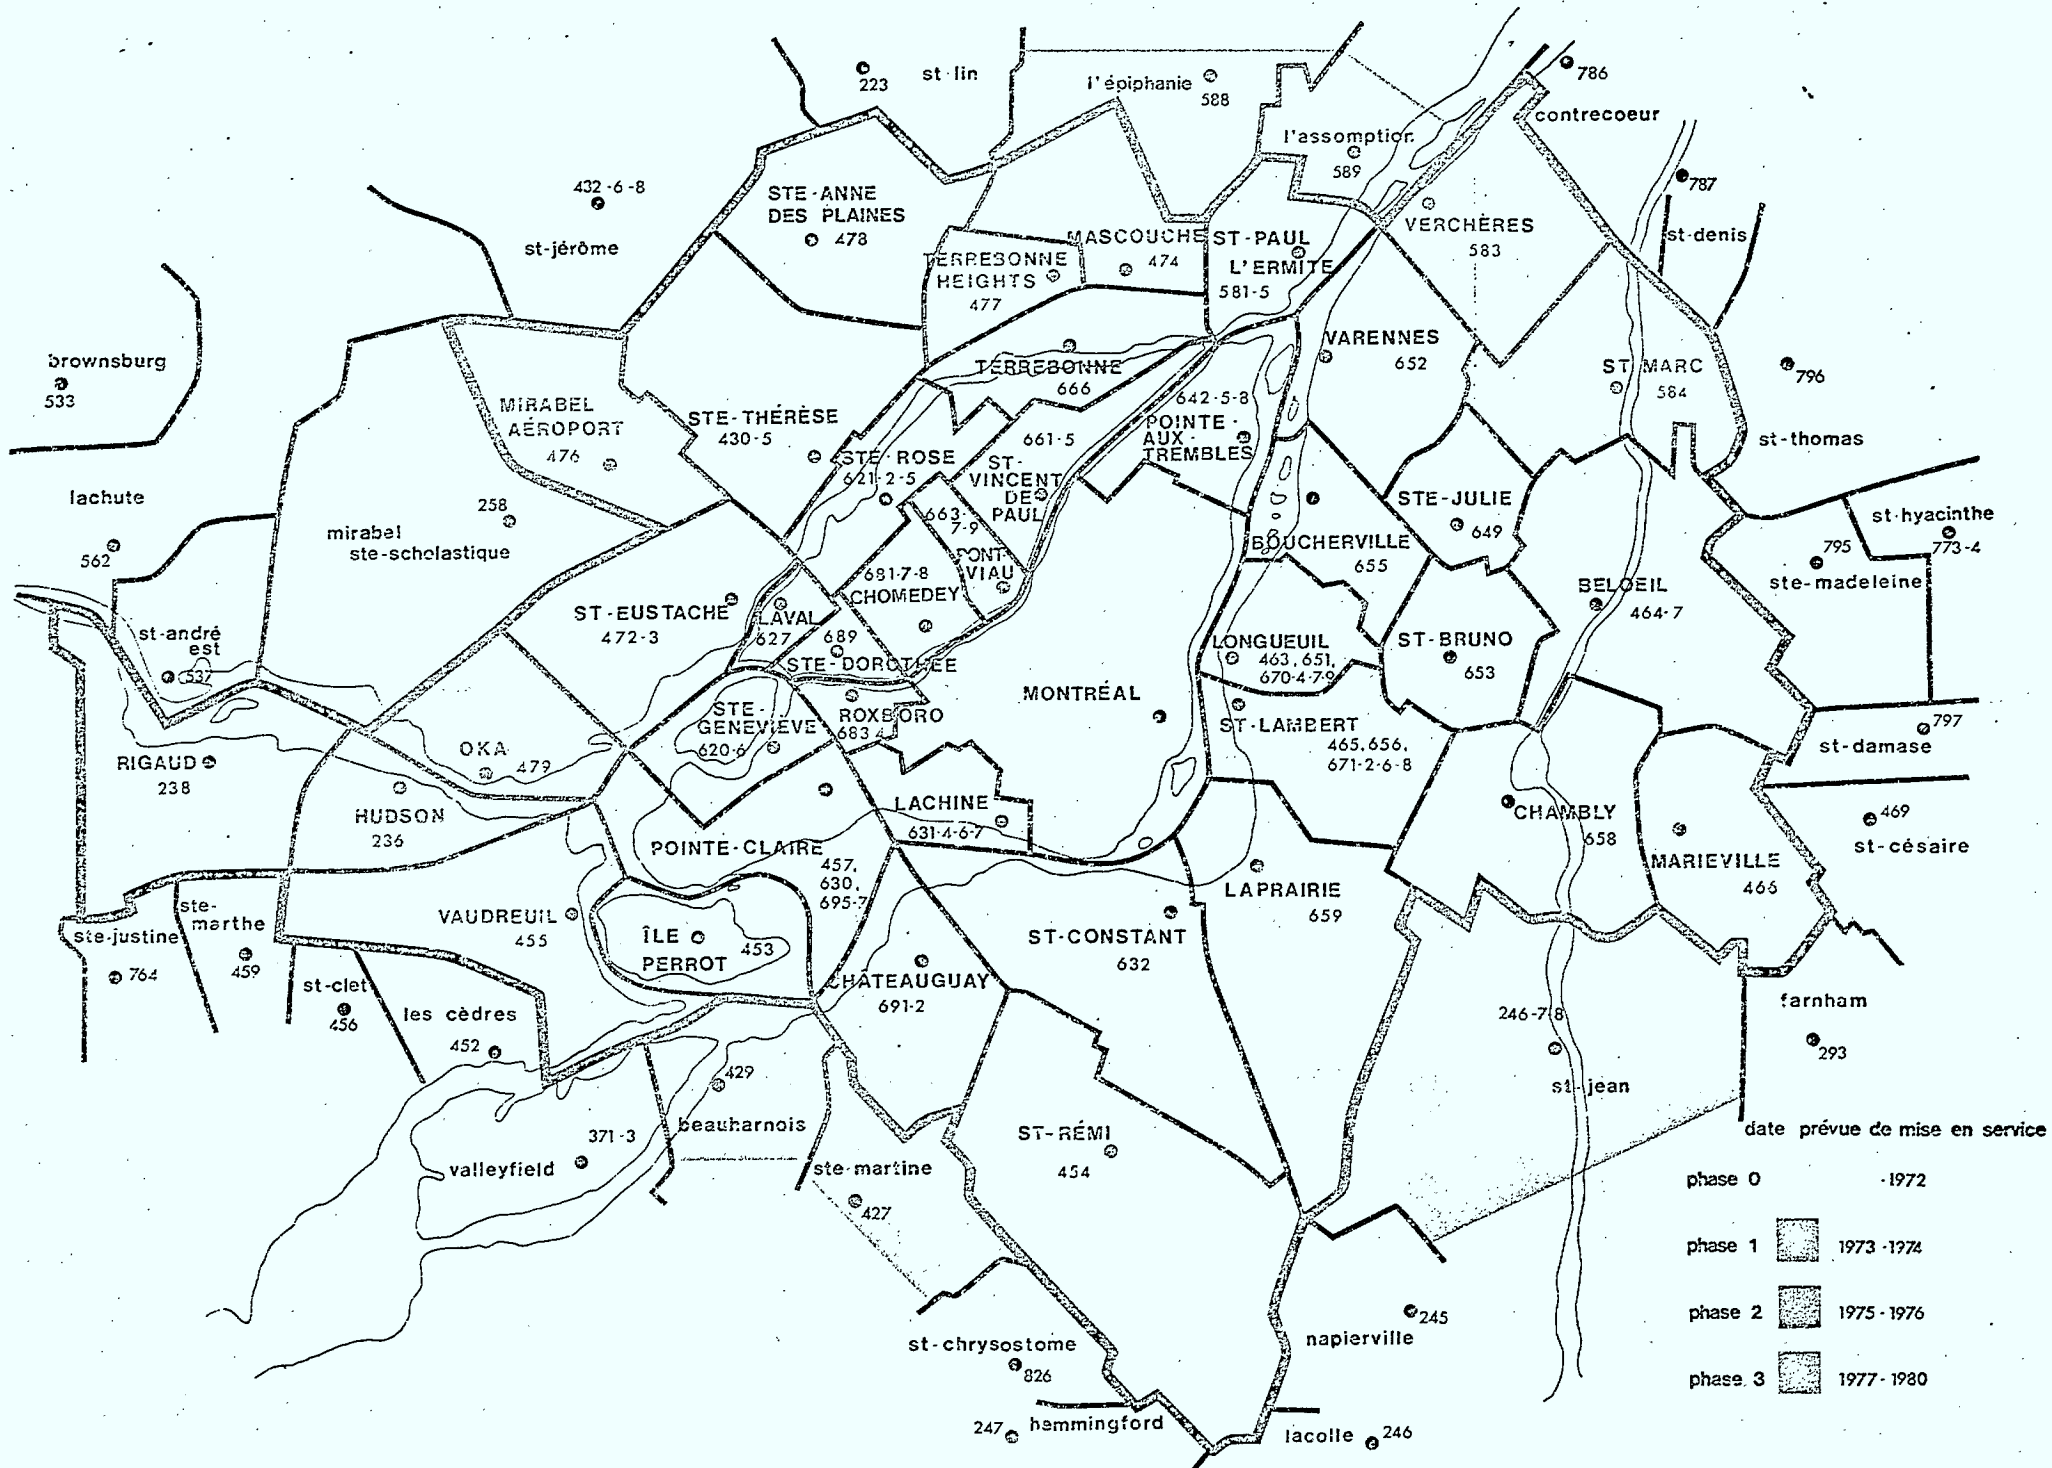 223
st-lin
l'épiphanie
588
786
contrecoeur
l'assomption
589
787
432-6-8
st-jérôme
STE-ANNE
DES PLAINES
478
VERCHÈRES
583
st-denis
MASCOUCHE
474
ST-PAUL
L'ERMITE
581-5
TERREBONNE
HEIGHTS
477
brownsburg
533
TERREBONNE
666
VARENNES
652
ST MARC
584
796
st-thomas
MIRABEL
AÉROPORT
476
STE-THÉRÈSE
430-5
642-5-8
POINTE-
AUX-
TREMBLES
STE-ROSE
621-2-5
661-5
ST-
VINCENT
DE
PAUL
lachute
562
258
mirabel
ste-scholastique
663-
7-9
PONT-
VIAU
STE-JULIE
649
BOUCHERVILLE
655
st-hyacinthe
773-4
795
ste-madeleine
681-7-8
CHOMEDEY
BELOEIL
464-7
st-andré
est
537
ST-EUSTACHE
472-3
LAVAL
627
689
STE-DOROTHÉE
LONGUEUIL
463,651,
670-4-7-9
ST-BRUNO
653
MONTRÉAL
STE-
GENEVIÈVE
620-6
ROXBORO
683-4
ST-LAMBERT
465,656,
671-2-6-8
797
st-damase
RIGAUD
238
OKA
479
HUDSON
236
LACHINE
631-4-6-7
CHAMBLY
658
469
st-césaire
POINTE-CLAIRE
457,
630,
695-7
MARIEVILLE
466
LAPRAIRIE
659
VAUDREUIL
455
ste-
marthe
459
ste-justine
764
ÎLE
PERROT
453
ST-CONSTANT
632
CHÂTEAUGUAY
691-2
st-clet
456
les cèdres
452
246-7-8
st-jean
farnham
293
429
beauharnois
371-3
valleyfield
ste-martine
427
ST-RÉMI
454
date prévue de mise en service
phase 0 -1972
phase 1 1973-1974
phase 2 1975-1976
phase 3 1977-1980
245
napierville
st-chrysostome
826
247
hemmingford
lacolle
246